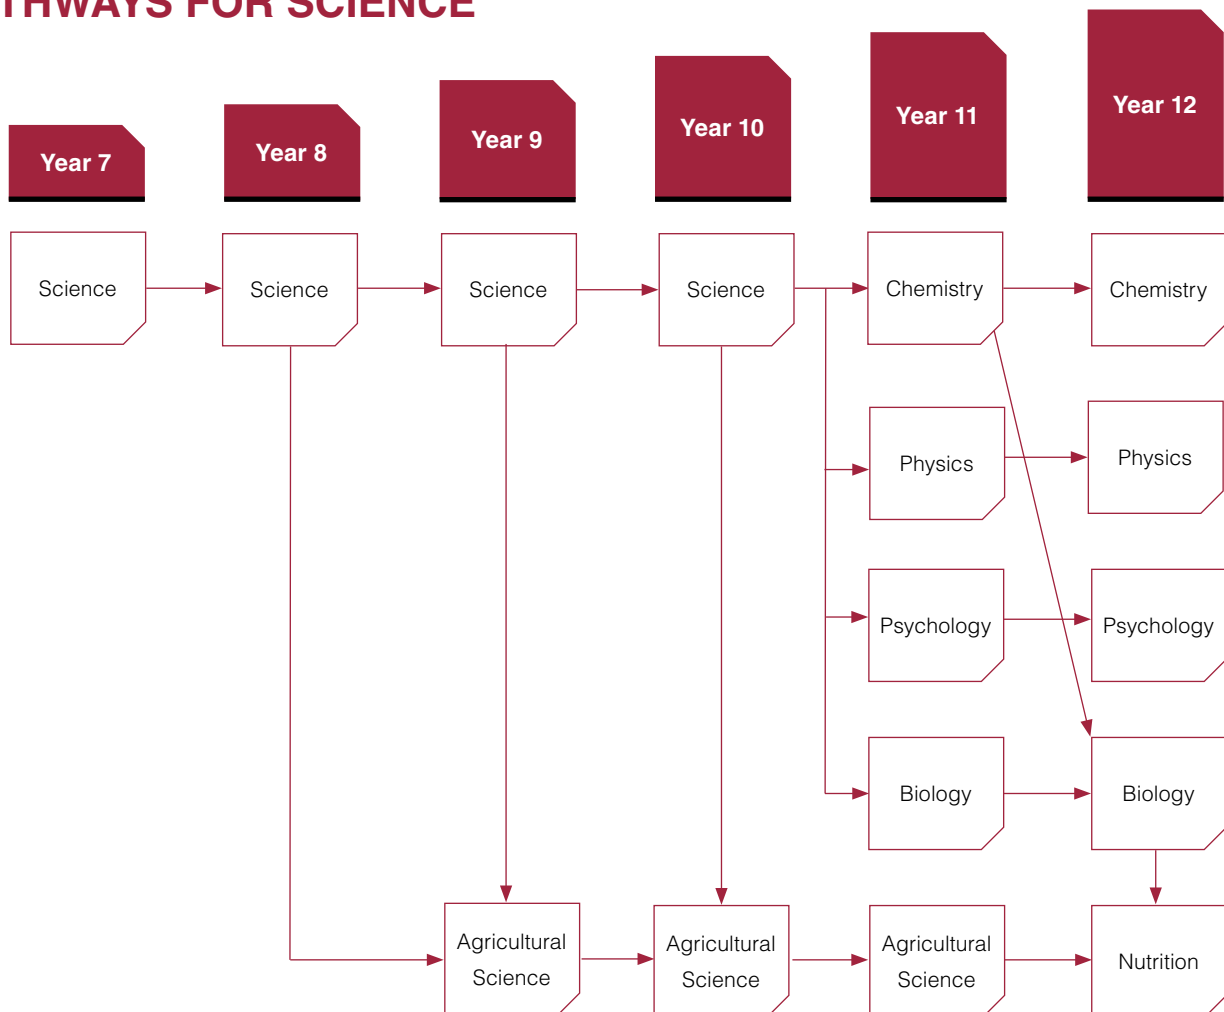 THWAYS FOR SCIENCE
Year 7
Year 8
Year 9
Year 10
Year 11
Year 12
Science
Science
Science
Science
Chemistry
Chemistry
Physics
Physics
Psychology
Psychology
Biology
Biology
Agricultural
Science
Agricultural
Science
Agricultural
Science
Nutrition